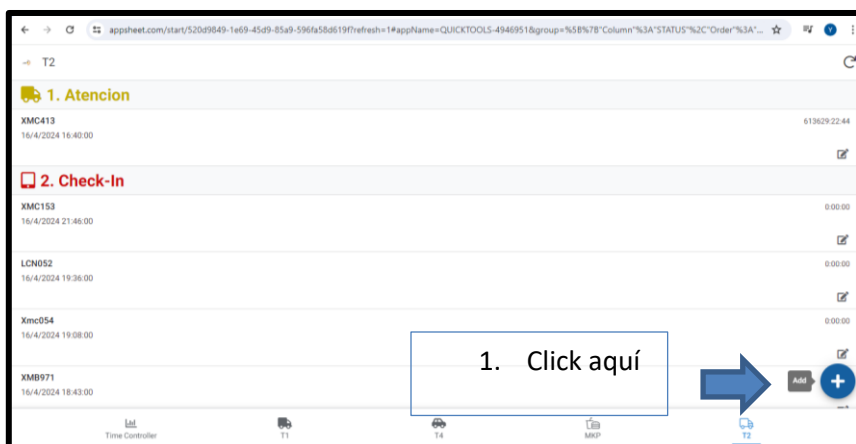 appsheet.com/start/520d9849-1e69-45d9-85a9-596fa58d619f?refresh=1#appName=QUICKTOOLS-4946951&group=%5B%7B"Column"%3A"STATUS"%2C"Order"%3A"...
Y
T2
1. Atencion
XMC413
613629:22:44
16/4/2024 16:40:00
2. Check-In
XMC153
0:00:00
16/4/2024 21:46:00
LCN052
0:00:00
16/4/2024 19:36:00
Xmc054
0:00:00
16/4/2024 19:08:00
1. Click aquí
XMB971
Add
16/4/2024 18:43:00
Time Controller
T1
T4
MKP
T2